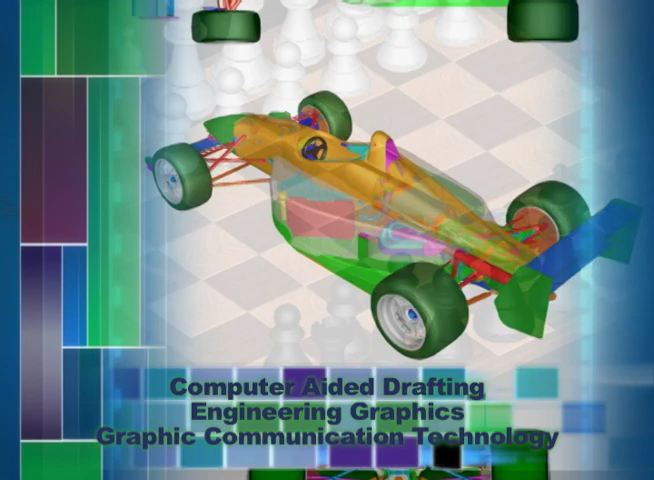 Computer Aided Drafting
Engineering Graphics
Graphic Communication Technology